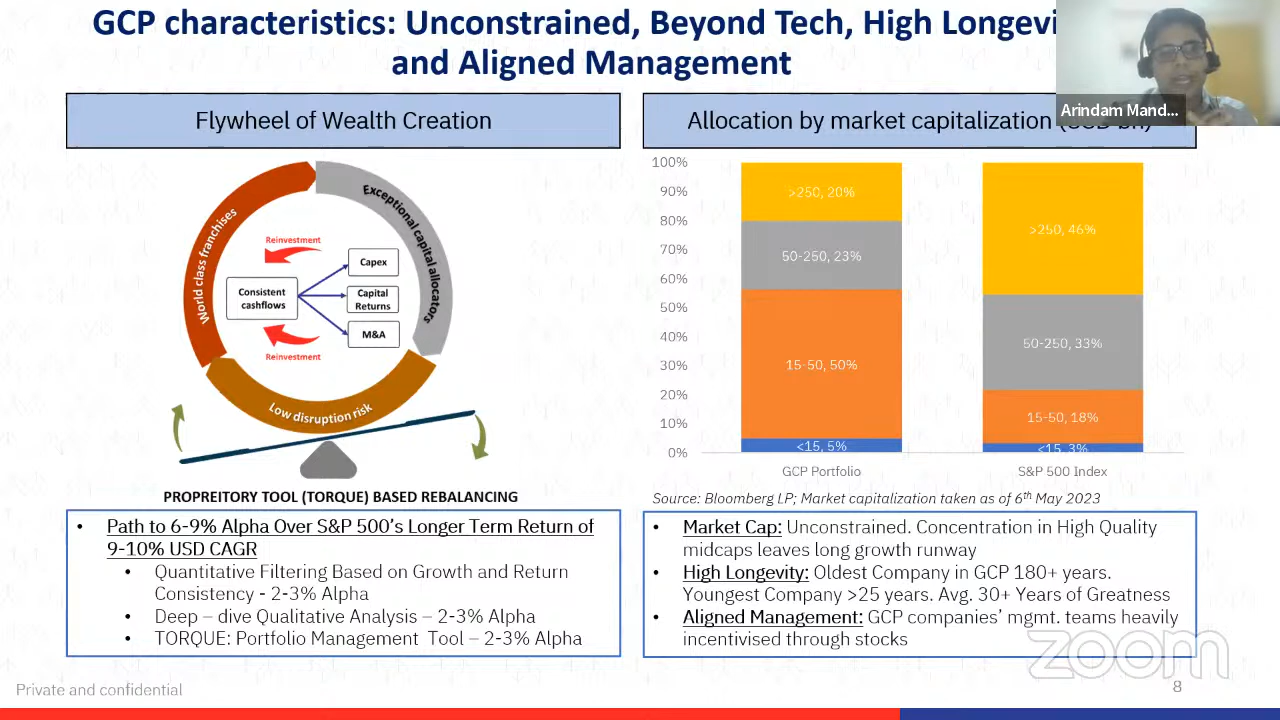 GCP characteristics: Unconstrained, Beyond Tech, High
and Aligned Management
Arindam Mand...
Flywheel of Wealth Creation
World class franchises
Exceptional capital allocators
Low disruption risk
Reinvestment
Consistent
cashflows
Capex
Capital
Returns
M&A
Reinvestment
PROPREITORY TOOL (TORQUE) BASED REBALANCING
• Path to 6-9% Alpha Over S&P 500's Longer Term Return of
9-10% USD CAGR
• Quantitative Filtering Based on Growth and Return
Consistency - 2-3% Alpha
• Deep – dive Qualitative Analysis – 2-3% Alpha
• TORQUE: Portfolio Management Tool – 2-3% Alpha
Allocation by market capitalization
100%
90%
80%
70%
60%
50%
40%
30%
20%
10%
0%
>250, 20%
50-250, 23%
15-50, 50%
<15, 5%
>250, 46%
50-250, 33%
15-50, 18%
<15, 3%
GCP Portfolio
S&P 500 Index
Source: Bloomberg LP; Market capitalization taken as of 6th May 2023
• Market Cap: Unconstrained. Concentration in High Quality
midcaps leaves long growth runway
• High Longevity: Oldest Company in GCP 180+ years.
Youngest Company >25 years. Avg. 30+ Years of Greatness
• Aligned Management: GCP companies' mgmt. teams heavily
incentivised through stocks
zoom
Private and confidential
8